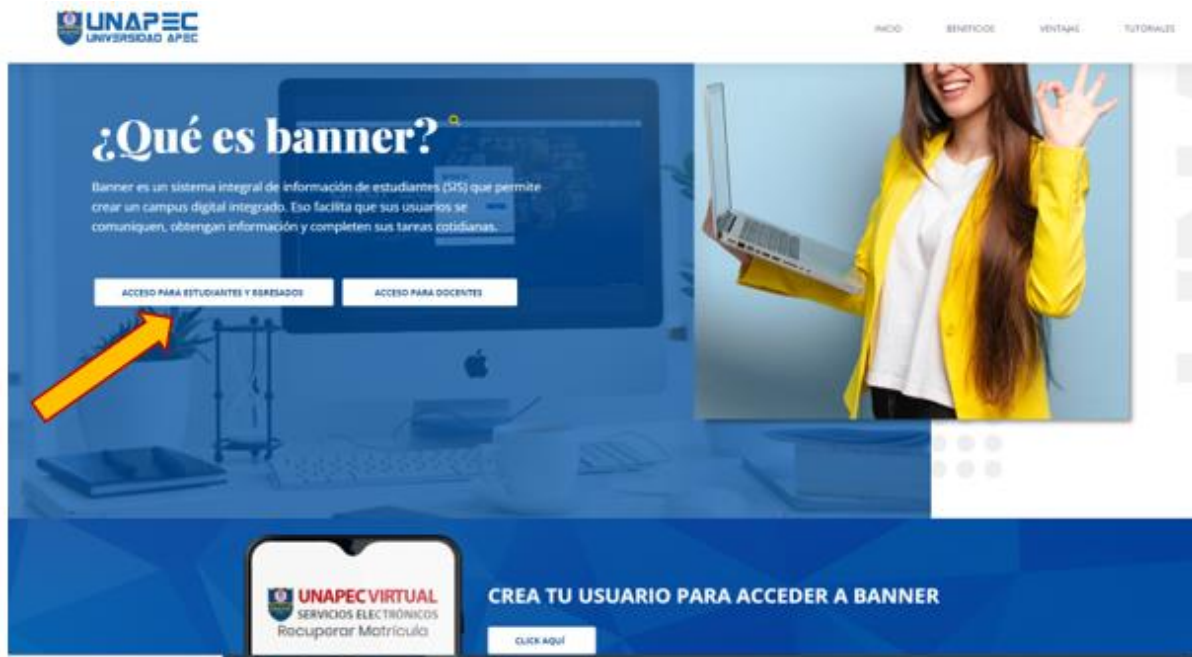 UNAPEC
UNIVERSIDAD APEC
INICIO
BENEFICIOS
VENTAJAS
TUTORIALES
¿Qué es banner?
Banner es un sistema integral de información de estudiantes (SIS) que permite
crear un campus digital integrado. Eso facilita que sus usuarios se
comuniquen, obtengan información y completen sus tareas cotidianas.
ACCESO PARA ESTUDIANTES Y EGRESADOS
ACCESO PARA DOCENTES
UNAPEC VIRTUAL
SERVICIOS ELECTRÓNICOS
Recuperar Matrícula
CREA TU USUARIO PARA ACCEDER A BANNER
CLICK AQUÍ